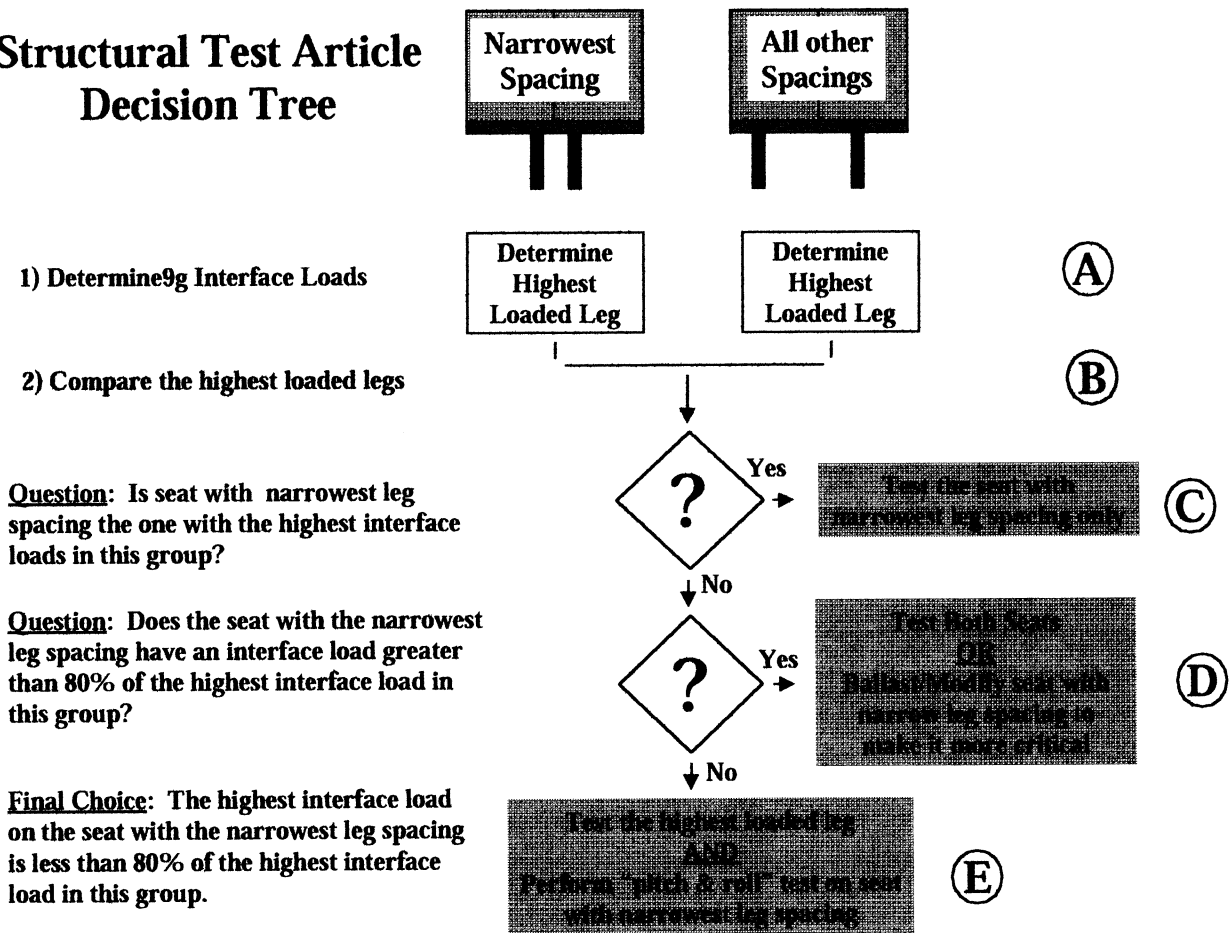 Structural Test Article
Decision Tree
Narrowest
Spacing
All other
Spacings
1) Determine9g Interface Loads
Determine
Highest
Loaded Leg
Determine
Highest
Loaded Leg
A
2) Compare the highest loaded legs
B
Question: Is seat with narrowest leg
spacing the one with the highest interface
loads in this group?
?
Yes
Test the seat with
narrowest leg spacing only
C
No
Question: Does the seat with the narrowest
leg spacing have an interface load greater
than 80% of the highest interface load in
this group?
?
Yes
Test Both Seats
OR
Ballast/Modify seat with
narrow leg spacing to
make it more critical
D
No
Final Choice: The highest interface load
on the seat with the narrowest leg spacing
is less than 80% of the highest interface
load in this group.
Test the highest loaded leg
AND
Perform "pitch & roll" test on seat
with narrowest leg spacing
E